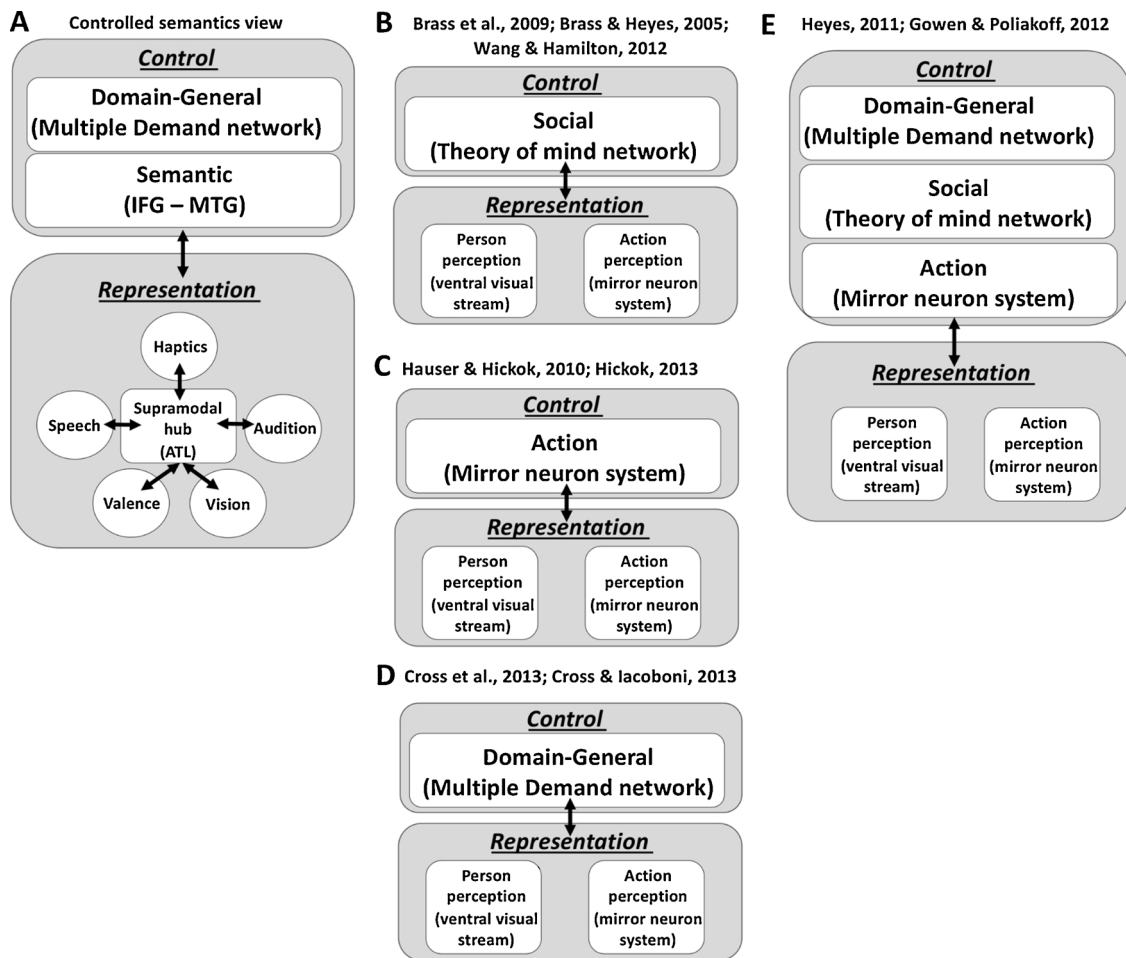 A
Controlled semantics view
Control
Domain-General
(Multiple Demand network)
Semantic
(IFG – MTG)
Representation
Haptics
Speech
Supramodal
hub
(ATL)
Audition
Valence
Vision
B
Brass et al., 2009; Brass & Heyes, 2005;
Wang & Hamilton, 2012
Control
Social
(Theory of mind network)
Representation
Person
perception
(ventral visual
stream)
Action
perception
(mirror neuron
system)
C
Hauser & Hickok, 2010; Hickok, 2013
Control
Action
(Mirror neuron system)
Representation
Person
perception
(ventral visual
stream)
Action
perception
(mirror neuron
system)
D
Cross et al., 2013; Cross & Iacoboni, 2013
Control
Domain-General
(Multiple Demand network)
Representation
Person
perception
(ventral visual
stream)
Action
perception
(mirror neuron
system)
E
Heyes, 2011; Gowen & Poliakoff, 2012
Control
Domain-General
(Multiple Demand network)
Social
(Theory of mind network)
Action
(Mirror neuron system)
Representation
Person
perception
(ventral visual
stream)
Action
perception
(mirror neuron
system)